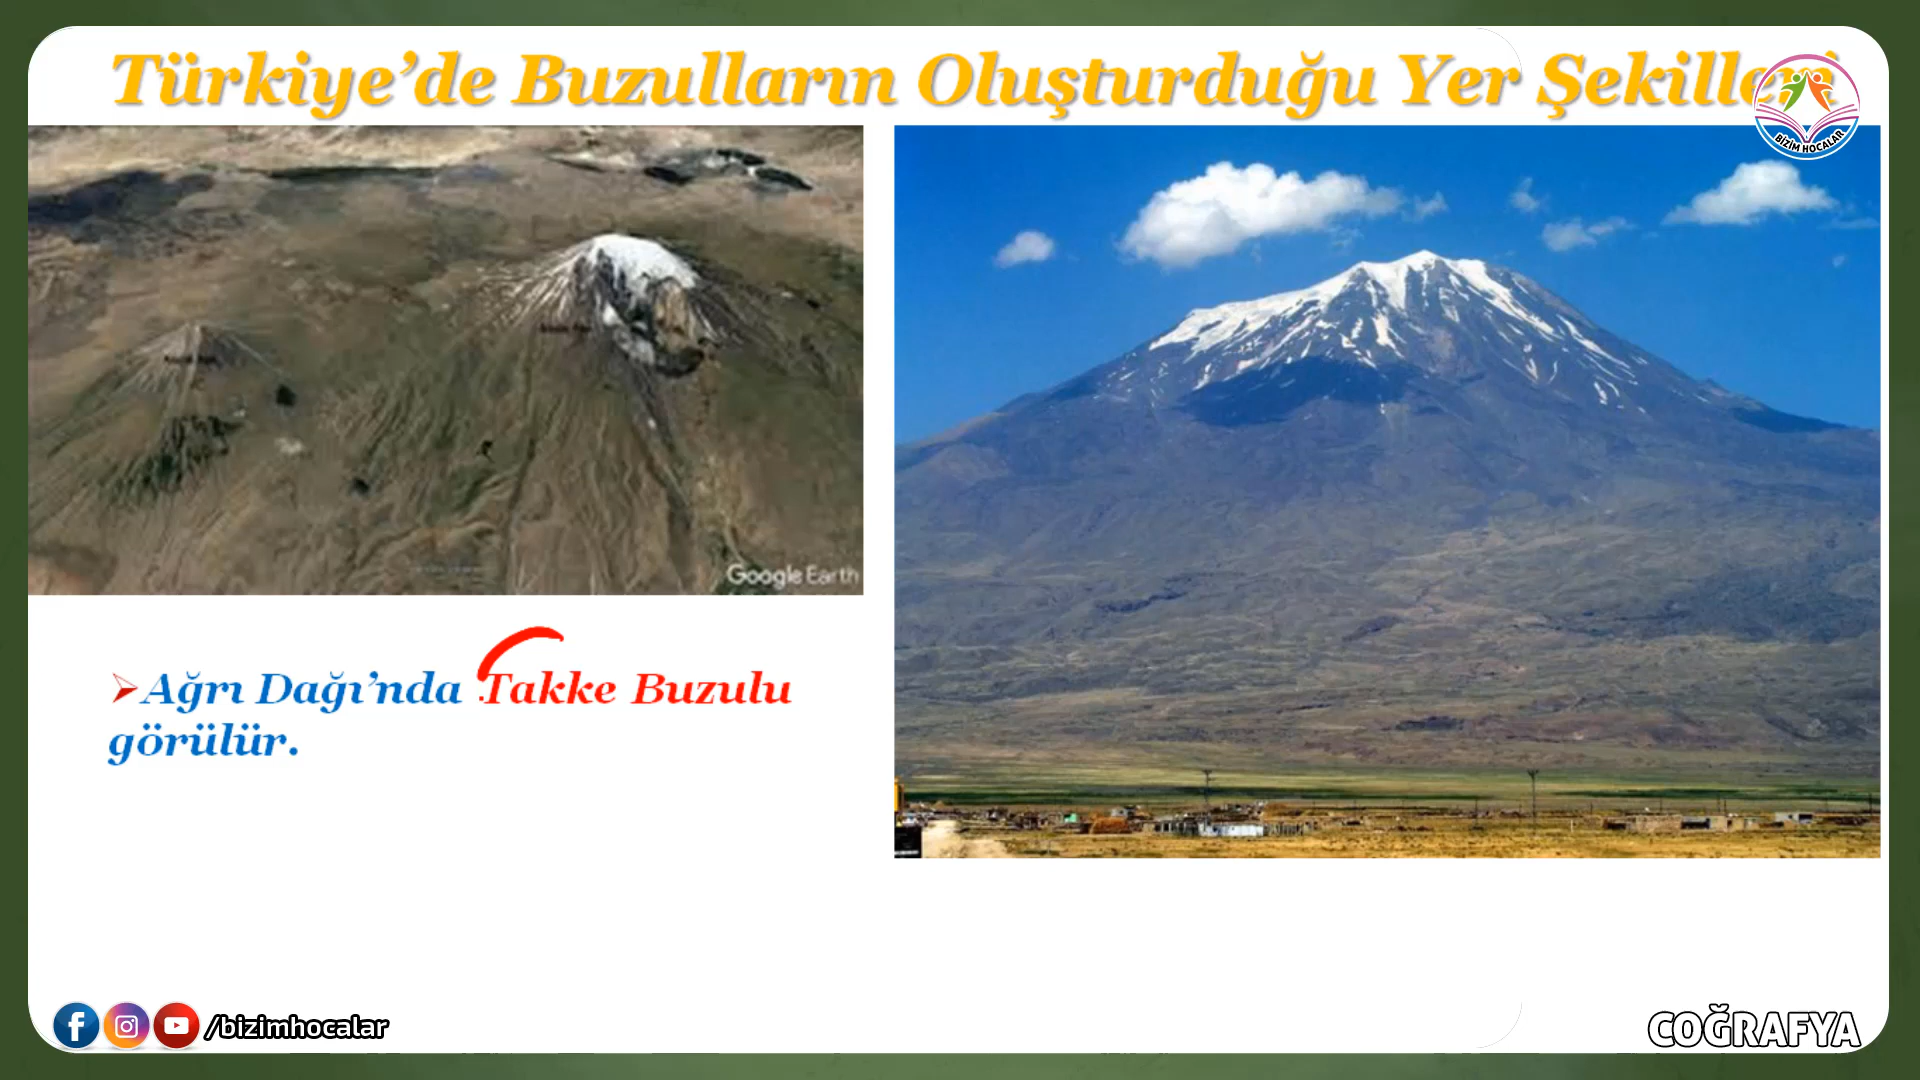 Türkiye’de Buzulların Oluşturduğu Yer Şekilleri
BİZİM HOCALAR
Google Earth
➢Ağrı Dağı’nda Takke Buzulu
görülür.
/bizimhocalar
COĞRAFYA